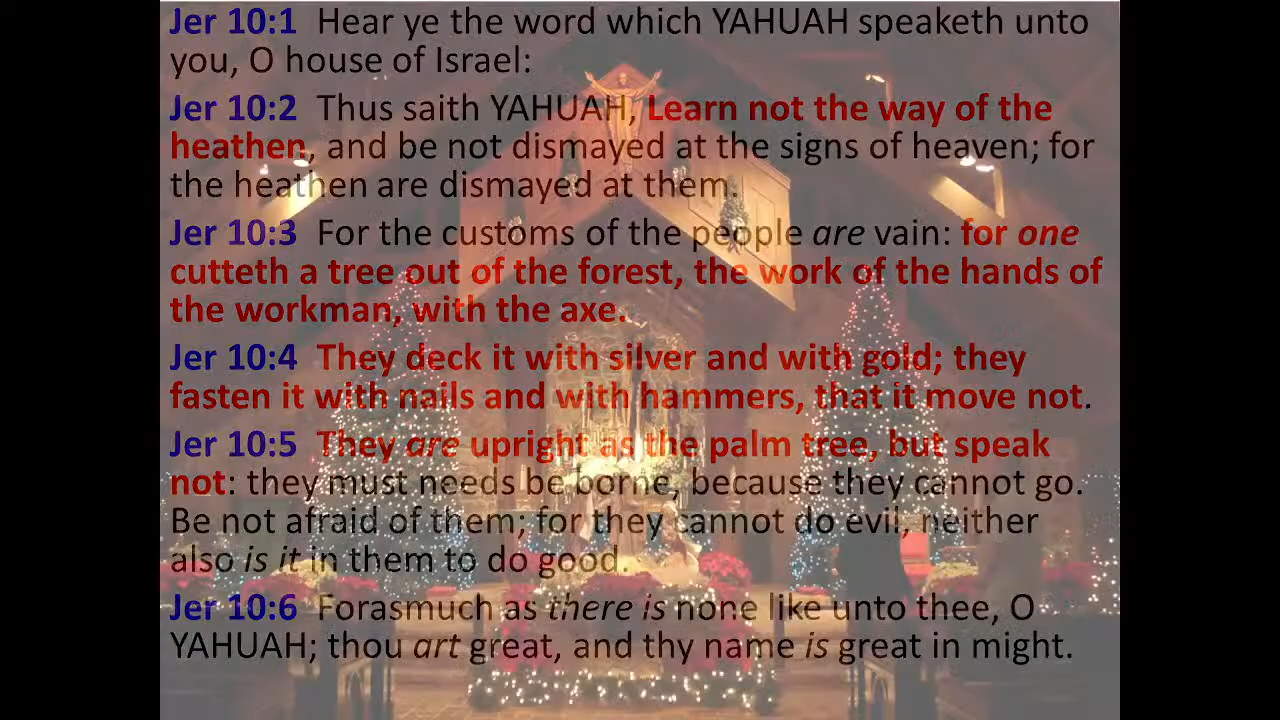 Jer 10:1 Hear ye the word which YAHUAH speaketh unto
you, O house of Israel:
Jer 10:2 Thus saith YAHUAH, Learn not the way of the
heathen, and be not dismayed at the signs of heaven; for
the heathen are dismayed at them.
Jer 10:3 For the customs of the people are vain: for one
cutteth a tree out of the forest, the work of the hands of
the workman, with the axe.
Jer 10:4 They deck it with silver and with gold; they
fasten it with nails and with hammers, that it move not.
Jer 10:5 They are upright as the palm tree, but speak
not: they must needs be borne, because they cannot go.
Be not afraid of them; for they cannot do evil, neither
also is it in them to do good.
Jer 10:6 Forasmuch as there is none like unto thee, O
YAHUAH; thou art great, and thy name is great in might.